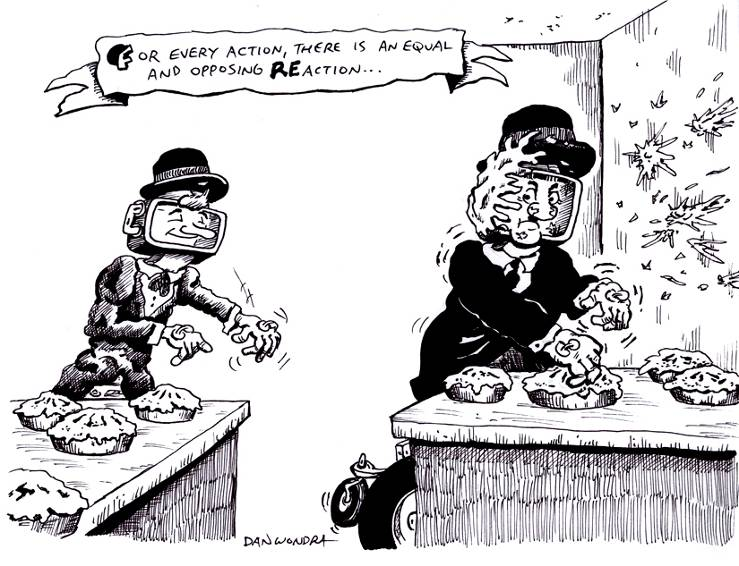 FOR EVERY ACTION, THERE IS AN EQUAL
AND OPPOSING REACTION...
DANWONDRA